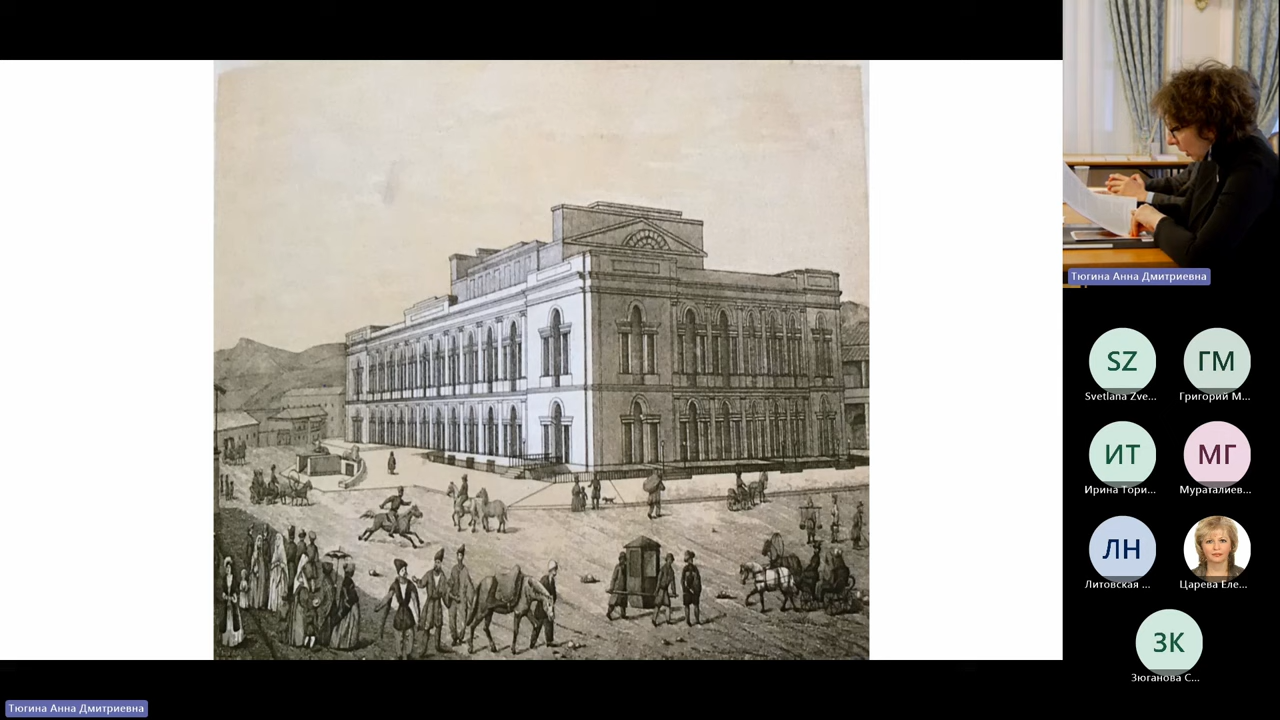 Тюгина Анна Дмитриевна
SZ
ГМ
Svetlana Zve...
Григорий М...
ИТ
МГ
Ирина Тори...
Мураталиев...
ЛН
Литовская ...
Царева Еле...
ЗК
Зюганова С...
Тюгина Анна Дмитриевна